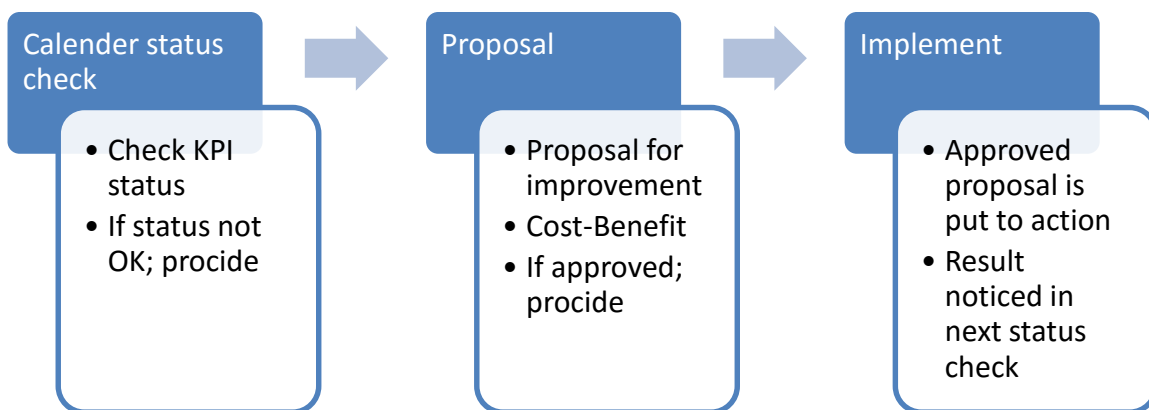 Calender status
check
• Check KPI
status
• If status not
OK; procide
Proposal
• Proposal for
improvement
• Cost-Benefit
• If approved;
procide
Implement
• Approved
proposal is
put to action
• Result
noticed in
next status
check